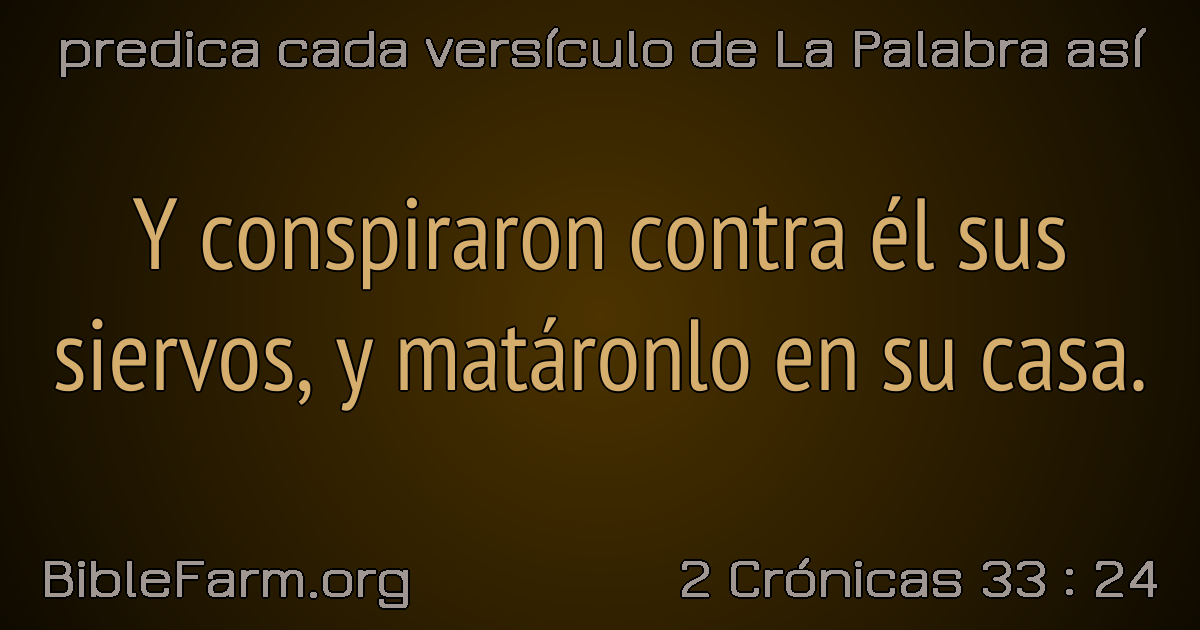 predica cada versículo de La Palabra así
Y conspiraron contra él sus
siervos, y matáronlo en su casa.
BibleFarm.org
2 Crónicas 33 : 24